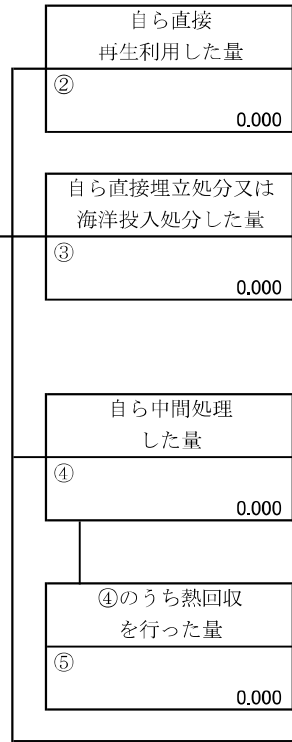 自ら直接
再生利用した量
②
0.000
自ら直接埋立処分又は
海洋投入処分した量
③
0.000
自ら中間処理
した量
④
0.000
④のうち熱回収
を行った量
⑤
0.000